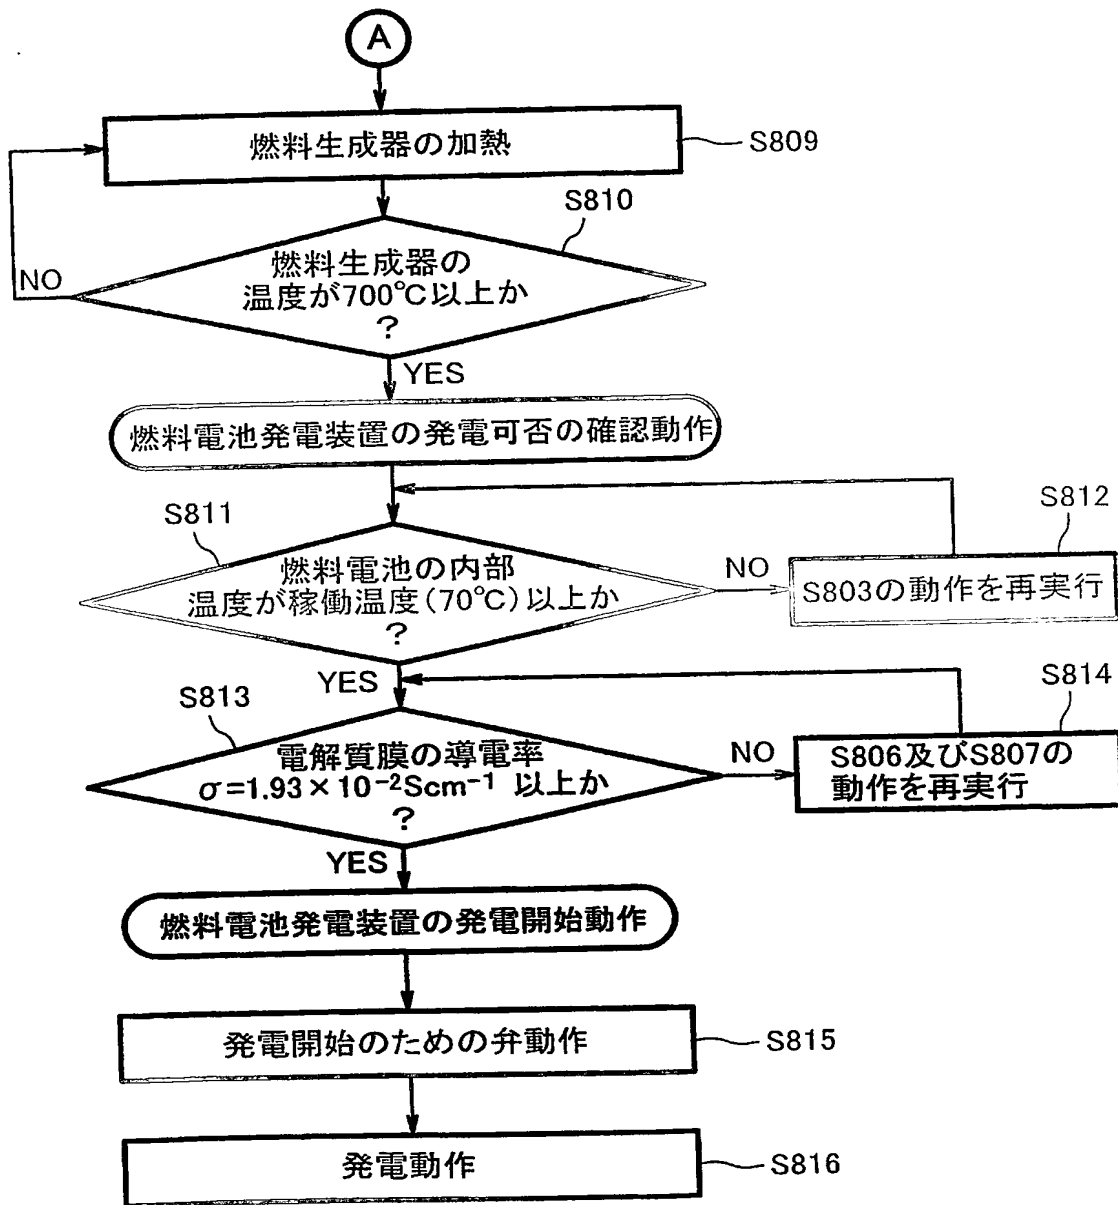 A
燃料生成器の加熱
S809
S810
燃料生成器の
温度が700℃以上か
?
NO
YES
燃料電池発電装置の発電可否の確認動作
S811
S812
燃料電池の内部
温度が稼働温度(70℃)以上か
?
NO
S803の動作を再実行
YES
S813
S814
電解質膜の導電率
σ=1.93×10⁻²Scm⁻¹ 以上か
?
NO
S806及びS807の
動作を再実行
YES
燃料電池発電装置の発電開始動作
発電開始のための弁動作
S815
発電動作
S816